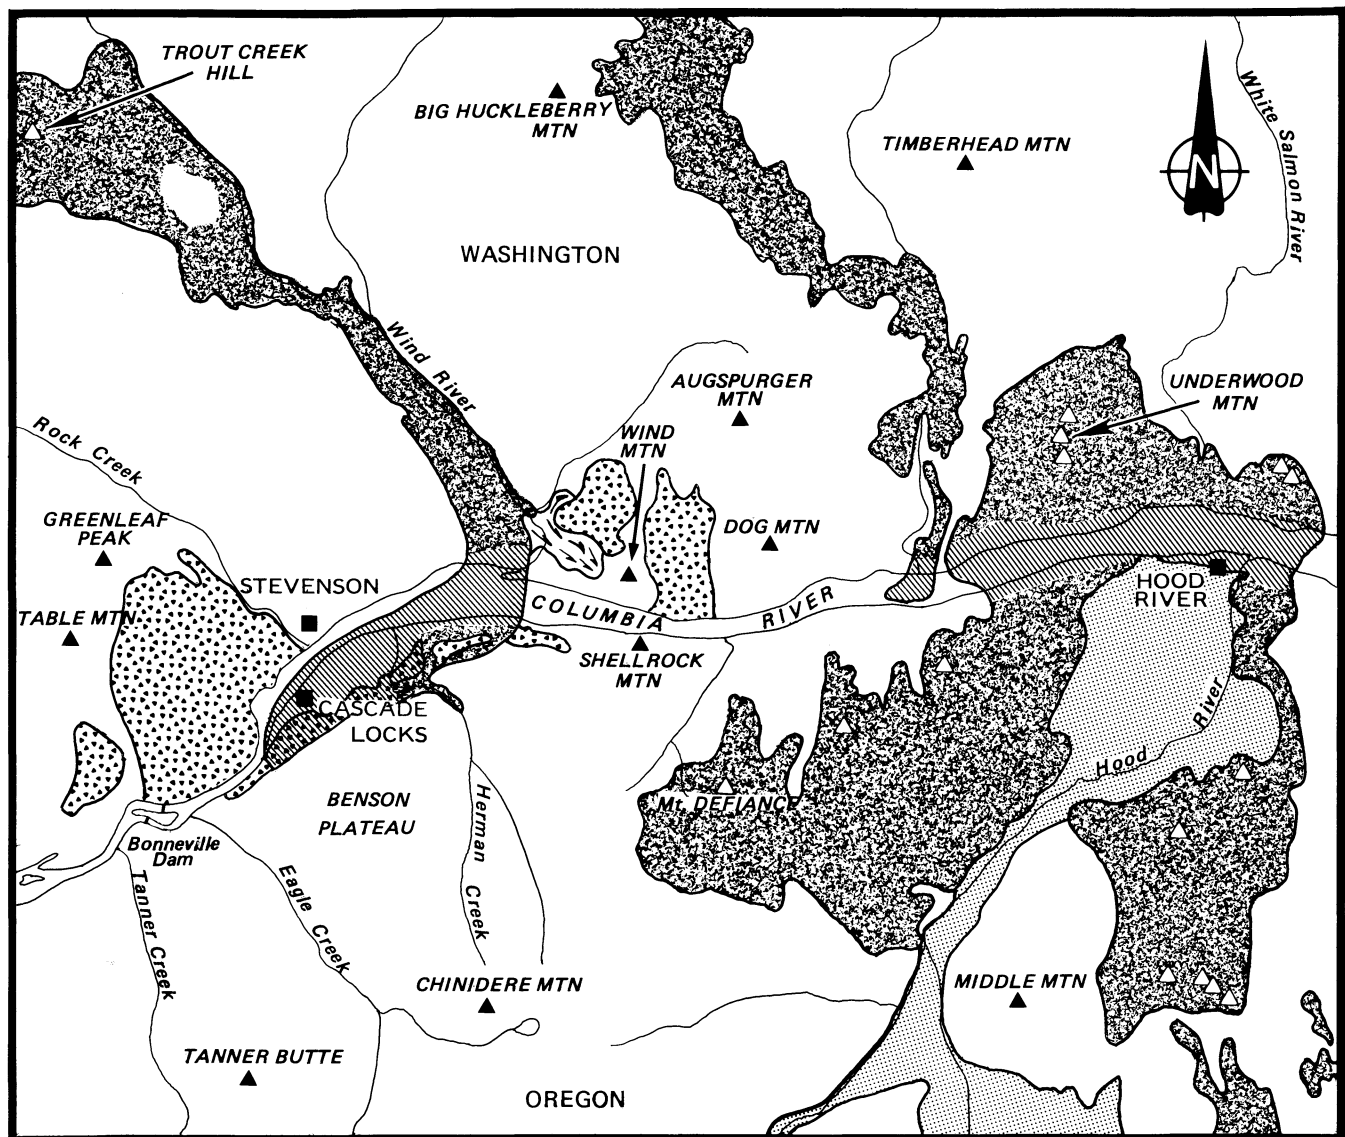 TROUT CREEK
HILL
BIG HUCKLEBERRY
MTN
TIMBERHEAD MTN
White Salmon River
N
WASHINGTON
Wind River
AUGSPURGER
MTN
UNDERWOOD
MTN
WIND
MTN
Rock Creek
GREENLEAF
PEAK
DOG MTN
STEVENSON
HOOD
RIVER
COLUMBIA RIVER
TABLE MTN
SHELLROCK
MTN
CASCADE
LOCKS
Hood River
Mt. DEFIANCE
BENSON
PLATEAU
Herman Creek
Bonneville
Dam
Eagle Creek
Tanner Creek
CHINIDERE MTN
MIDDLE MTN
TANNER BUTTE
OREGON